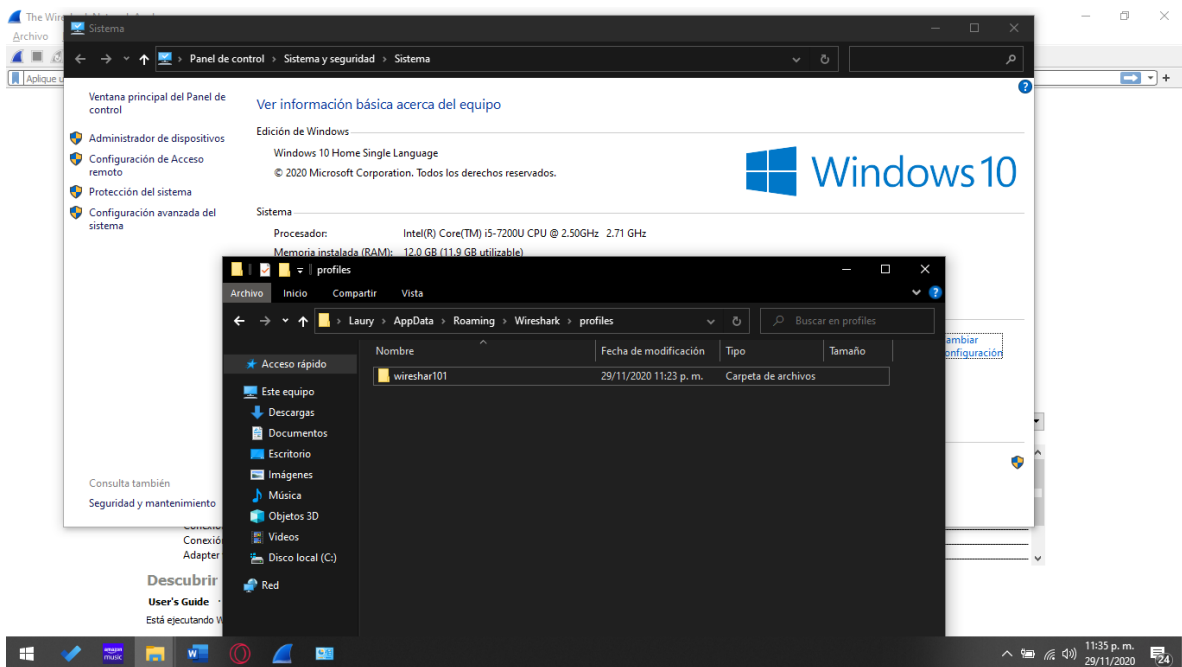 The Wire
Archivo
Aplique u
Sistema
Panel de control › Sistema y seguridad › Sistema
Ventana principal del Panel de
control
Administrador de dispositivos
Configuración de Acceso
remoto
Protección del sistema
Configuración avanzada del
sistema
Consulta también
Seguridad y mantenimiento
Ver información básica acerca del equipo
Edición de Windows
Windows 10 Home Single Language
© 2020 Microsoft Corporation. Todos los derechos reservados.
Windows 10
Sistema
Procesador: Intel(R) Core(TM) i5-7200U CPU @ 2.50GHz 2.71 GHz
Memoria instalada (RAM): 12.0 GB (11.9 GB utilizable)
ambiar
onfiguración
profiles
Archivo Inicio Compartir Vista
› Laury › AppData › Roaming › Wireshark › profiles
Buscar en profiles
Nombre Fecha de modificación Tipo Tamaño
wireshar101 29/11/2020 11:23 p. m. Carpeta de archivos
Acceso rápido
Este equipo
Descargas
Documentos
Escritorio
Imágenes
Música
Objetos 3D
Videos
Disco local (C:)
Red
Conexió
Adapter
Descubrir
User's Guide ·
Está ejecutando W
amazon
music
11:35 p. m.
29/11/2020
24